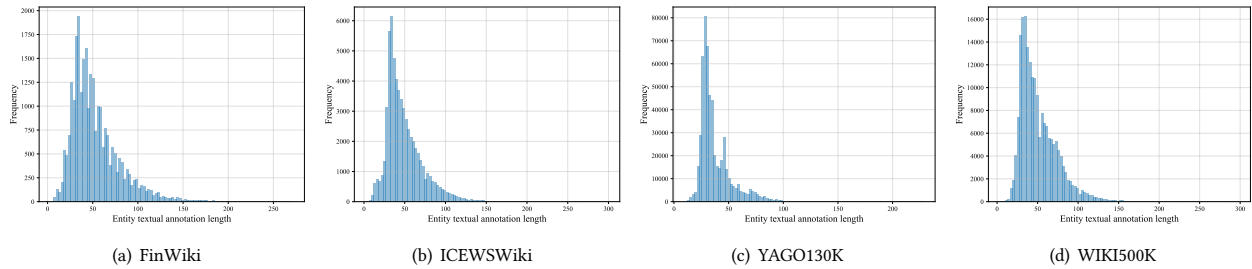 2000
1750
1500
1250
1000
750
500
250
0
Frequency
0 50 100 150 200 250
Entity textual annotation length
(a) FinWiki
6000
5000
4000
3000
2000
1000
0
Frequency
0 50 100 150 200 250 300
Entity textual annotation length
(b) ICEWSWiki
80000
70000
60000
50000
40000
30000
20000
10000
0
Frequency
0 50 100 150 200
Entity textual annotation length
(c) YAGO130K
16000
14000
12000
10000
8000
6000
4000
2000
0
Frequency
0 50 100 150 200 250 300
Entity textual annotation length
(d) WIKI500K